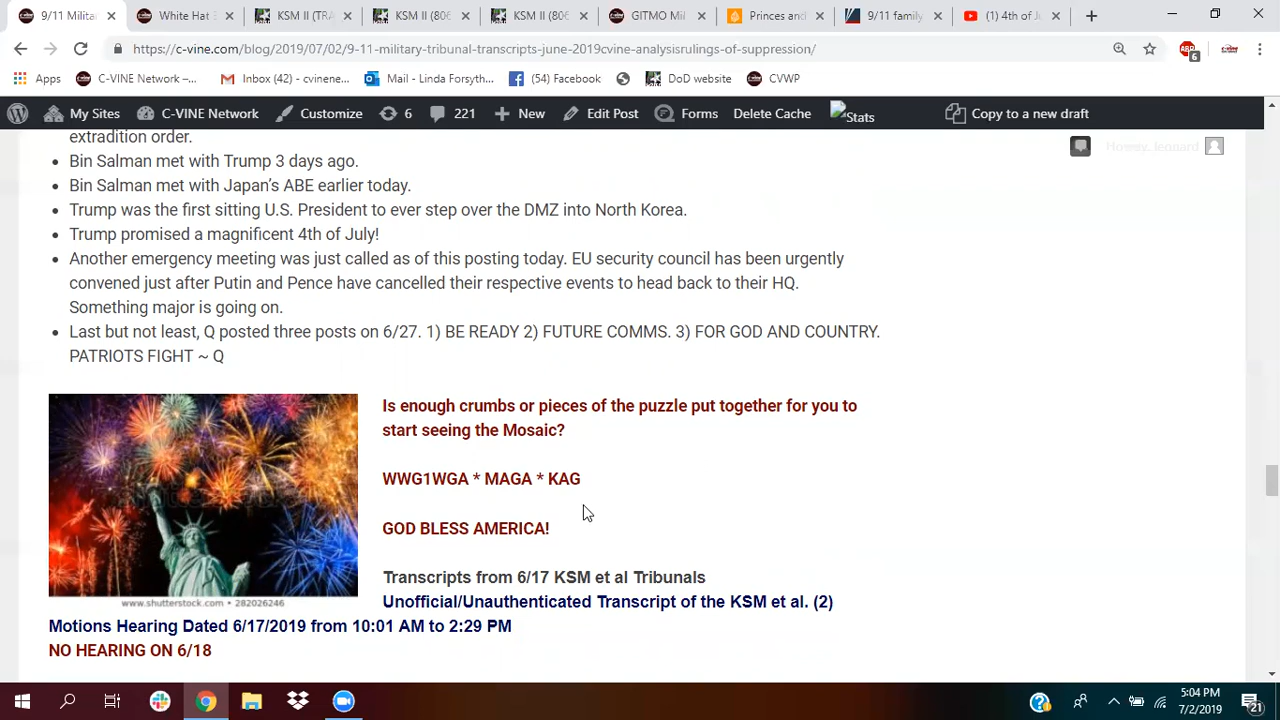 9/11 Milita
White Hat
KSM II (TRA
KSM II (806
KSM II (806
GITMO Mil
Princes and
9/11 family
(1) 4th of Ju
https://c-vine.com/blog/2019/07/02/9-11-military-tribunal-transcripts-june-2019cvine-analysisrulings-of-suppression/
ABP
6
Apps
C-VINE Network –...
Inbox (42) - cvinene...
Mail - Linda Forsyth...
(54) Facebook
DoD website
CVWP
My Sites
C-VINE Network
Customize
6
221
New
Edit Post
Forms
Delete Cache
Stats
Copy to a new draft
Howdy, leonard
extradition order.
• Bin Salman met with Trump 3 days ago.
• Bin Salman met with Japan's ABE earlier today.
• Trump was the first sitting U.S. President to ever step over the DMZ into North Korea.
• Trump promised a magnificent 4th of July!
• Another emergency meeting was just called as of this posting today. EU security council has been urgently
convened just after Putin and Pence have cancelled their respective events to head back to their HQ.
Something major is going on.
• Last but not least, Q posted three posts on 6/27. 1) BE READY 2) FUTURE COMMS. 3) FOR GOD AND COUNTRY.
PATRIOTS FIGHT ~ Q
Is enough crumbs or pieces of the puzzle put together for you to
start seeing the Mosaic?
WWG1WGA * MAGA * KAG
GOD BLESS AMERICA!
shutterstock
www.shutterstock.com • 282026246
Transcripts from 6/17 KSM et al Tribunals
Unofficial/Unauthenticated Transcript of the KSM et al. (2)
Motions Hearing Dated 6/17/2019 from 10:01 AM to 2:29 PM
NO HEARING ON 6/18
5:04 PM
7/2/2019
21